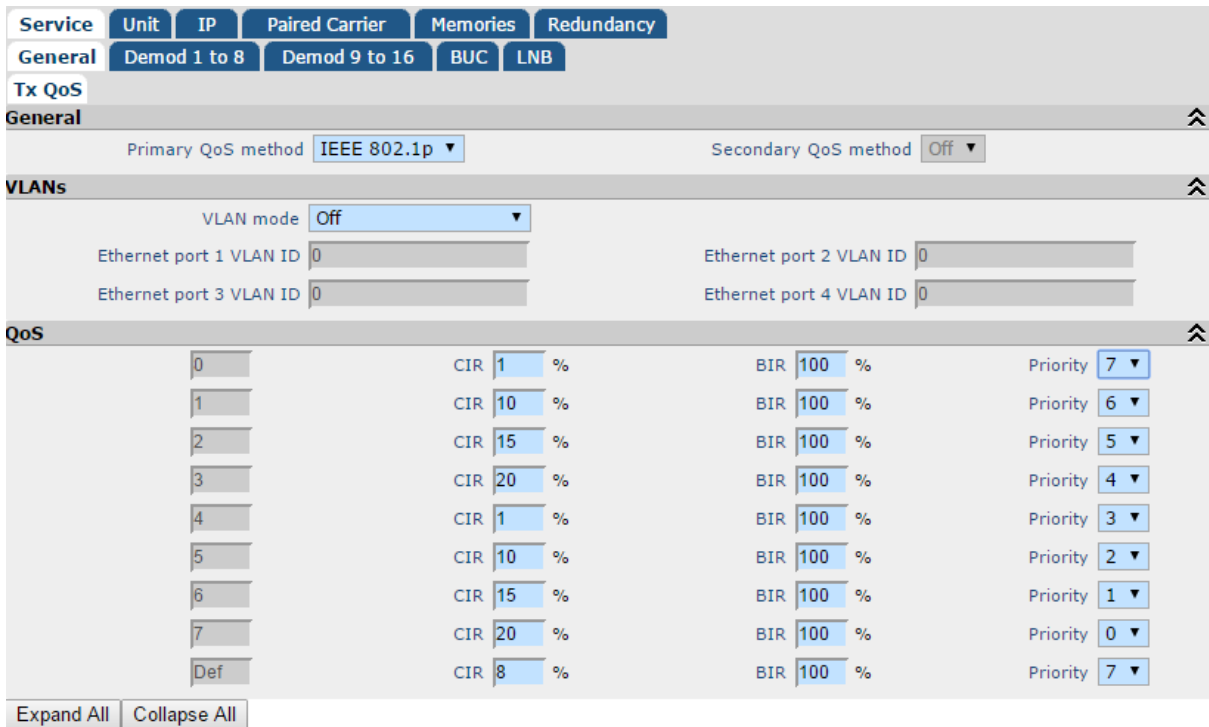 Service Unit IP Paired Carrier Memories Redundancy
General Demod 1 to 8 Demod 9 to 16 BUC LNB
Tx QoS
General
Primary QoS method IEEE 802.1p Secondary QoS method Off
VLANs
VLAN mode Off
Ethernet port 1 VLAN ID 0 Ethernet port 2 VLAN ID 0
Ethernet port 3 VLAN ID 0 Ethernet port 4 VLAN ID 0
QoS
0 CIR 1 % BIR 100 % Priority 7
1 CIR 10 % BIR 100 % Priority 6
2 CIR 15 % BIR 100 % Priority 5
3 CIR 20 % BIR 100 % Priority 4
4 CIR 1 % BIR 100 % Priority 3
5 CIR 10 % BIR 100 % Priority 2
6 CIR 15 % BIR 100 % Priority 1
7 CIR 20 % BIR 100 % Priority 0
Def CIR 8 % BIR 100 % Priority 7
Expand All Collapse All